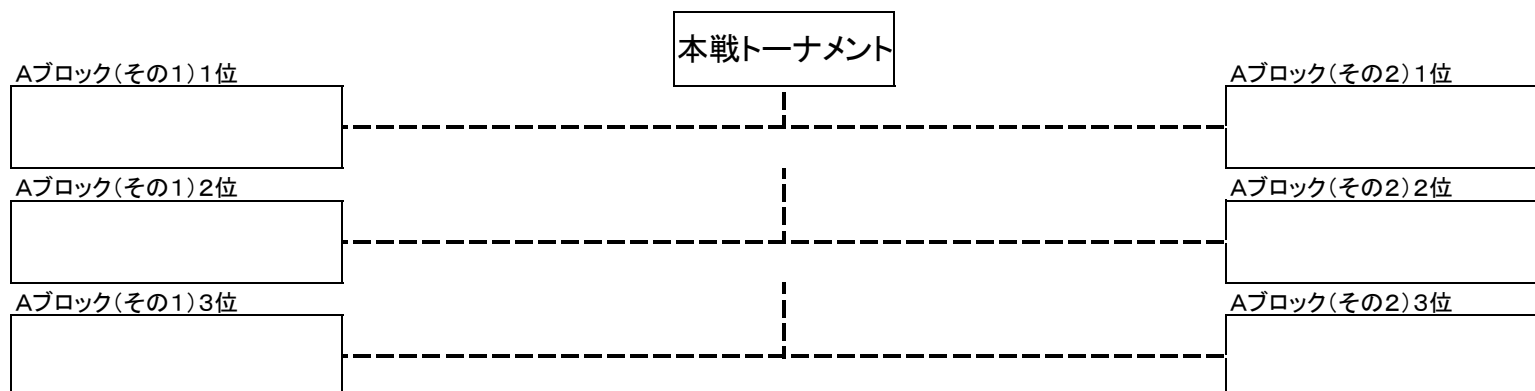 本戦トーナメント
Aブロック(その1)1位
Aブロック(その2)1位
Aブロック(その1)2位
Aブロック(その2)2位
Aブロック(その1)3位
Aブロック(その2)3位